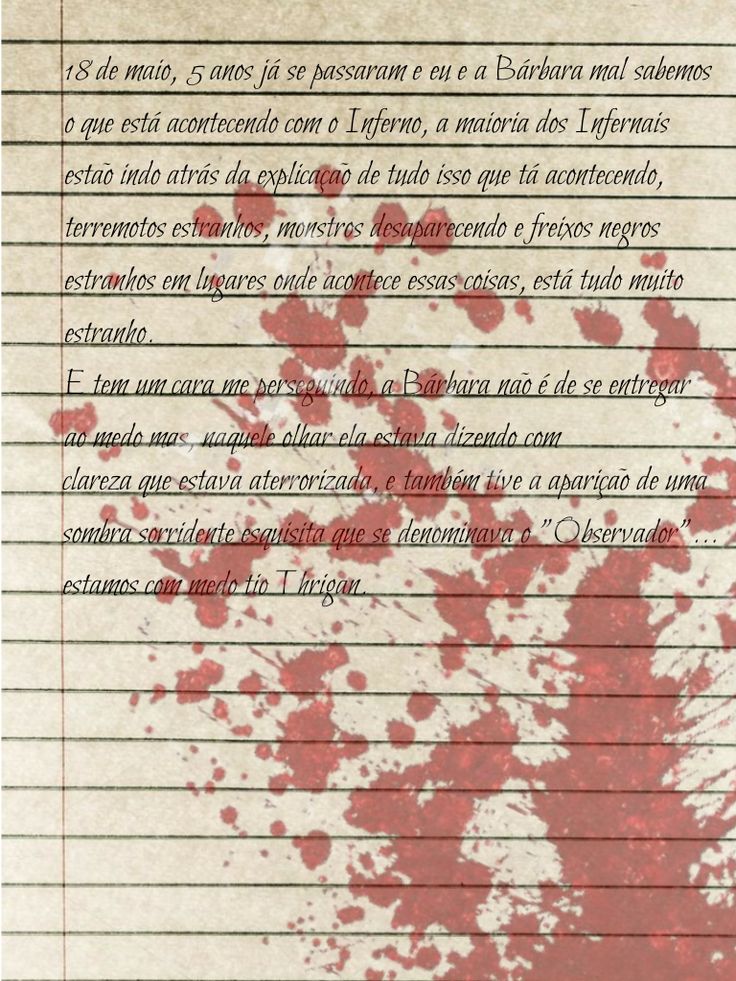 18 de maio, 5 anos já se passaram e eu e a Bárbara mal sabemos
o que está acontecendo com o Inferno, a maioria dos Infernais
estão indo atrás da explicação de tudo isso que tá acontecendo,
terremotos estranhos, monstros desaparecendo e freixos negros
estranhos em lugares onde acontece essas coisas, está tudo muito
estranho.
E tem um cara me perseguindo, a Bárbara não é de se entregar
ao medo mas, naquele olhar ela estava dizendo com
clareza que estava aterrorizada, e também tive a aparição de uma
sombra sorridente esquisita que se denominava o "Observador"...
estamos com medo tio Thrigan.